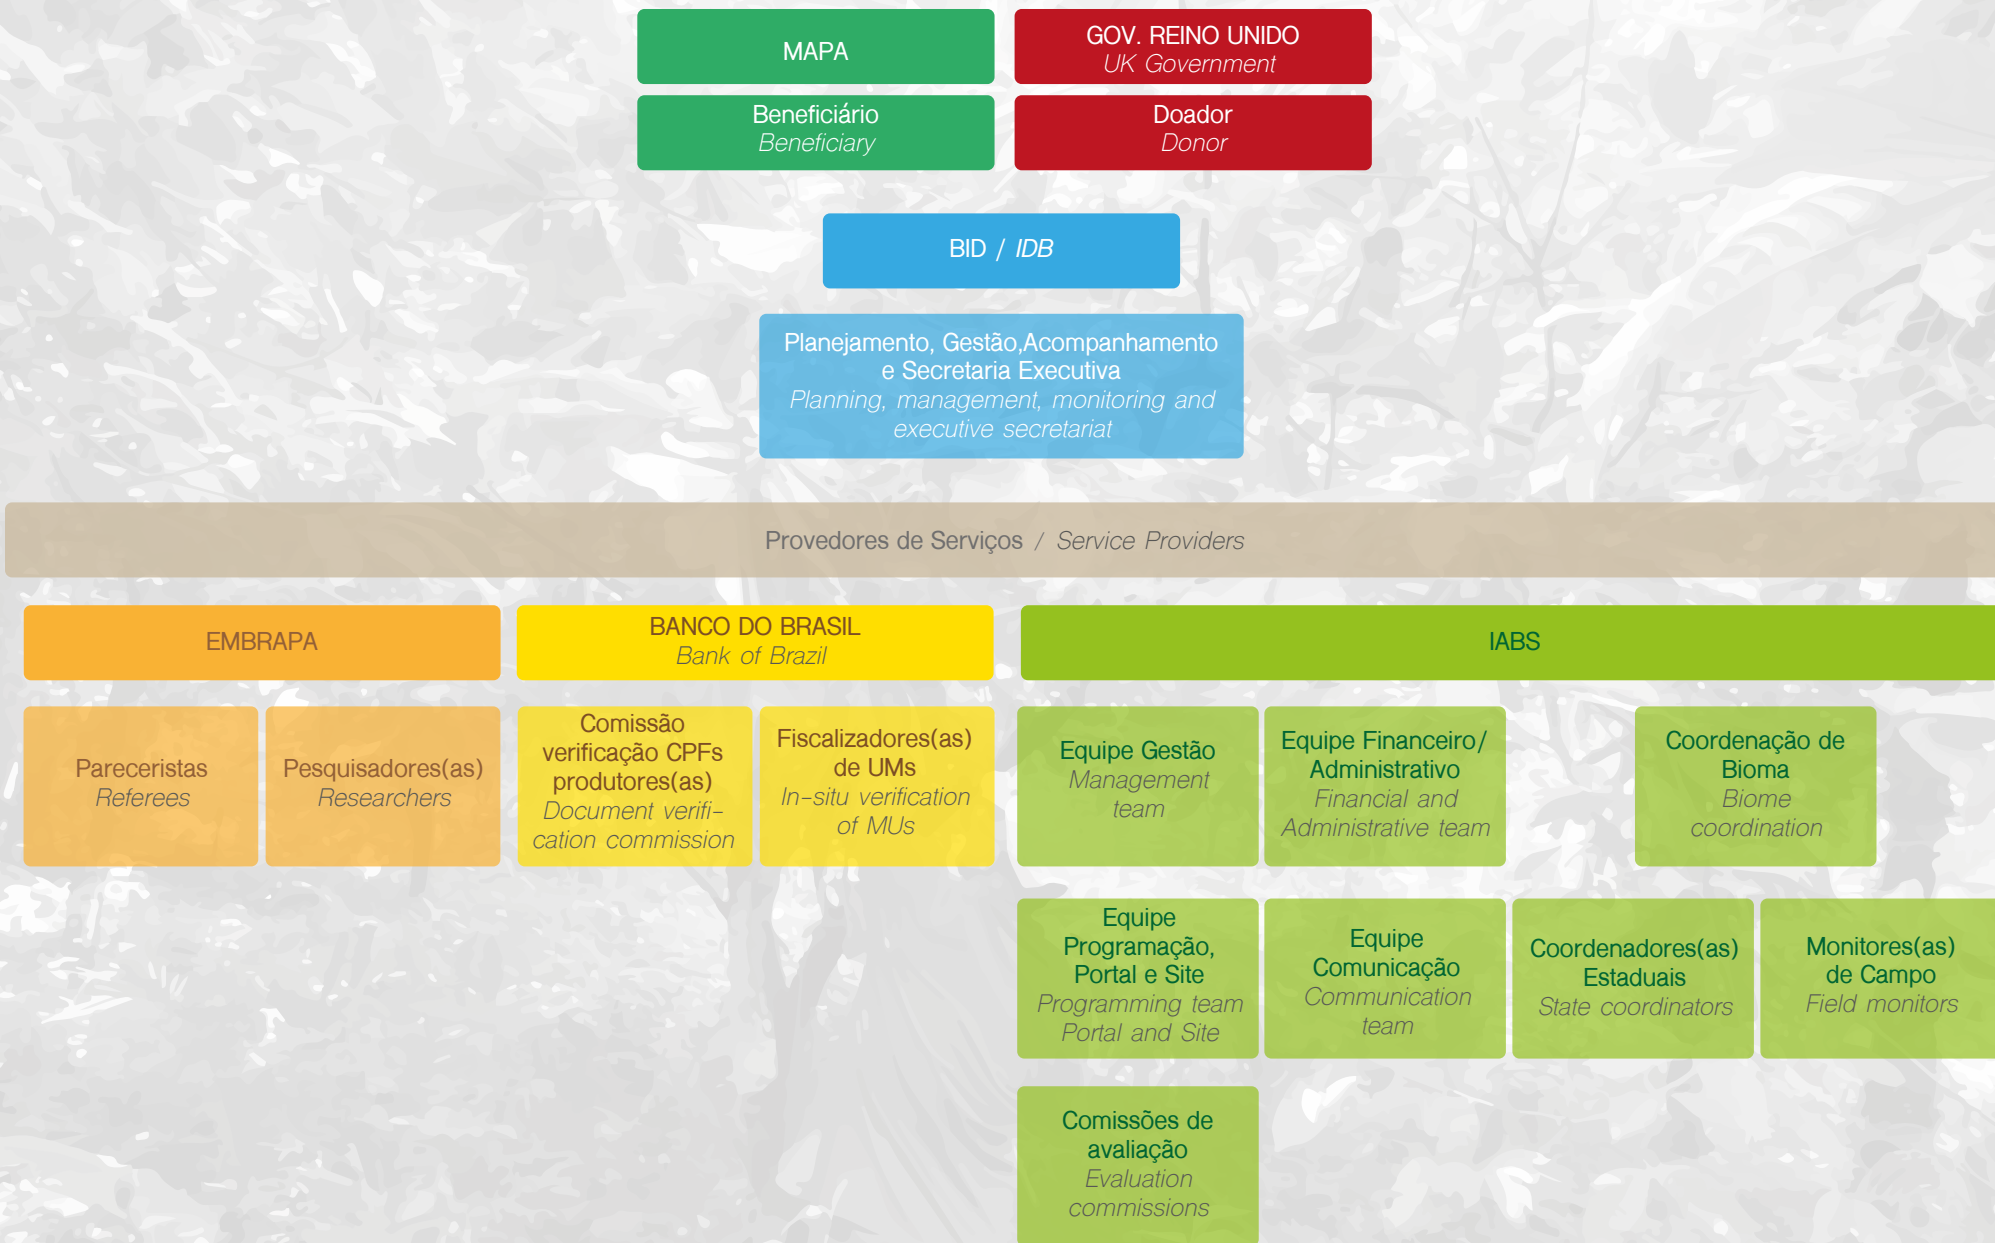 MAPA
GOV. REINO UNIDO
UK Government
Beneficiário
Beneficiary
Doador
Donor
BID / IDB
Planejamento, Gestão,Acompanhamento
e Secretaria Executiva
Planning, management, monitoring and
executive secretariat
Provedores de Serviços / Service Providers
EMBRAPA
BANCO DO BRASIL
Bank of Brazil
IABS
Pareceristas
Referees
Pesquisadores(as)
Researchers
Comissão
verificação CPFs
produtores(as)
Document verifi-
cation commission
Fiscalizadores(as)
de UMs
In-situ verification
of MUs
Equipe Gestão
Management
team
Equipe Financeiro/
Administrativo
Financial and
Administrative team
Coordenação de
Bioma
Biome
coordination
Equipe
Programação,
Portal e Site
Programming team
Portal and Site
Equipe
Comunicação
Communication
team
Coordenadores(as)
Estaduais
State coordinators
Monitores(as)
de Campo
Field monitors
Comissões de
avaliação
Evaluation
commissions